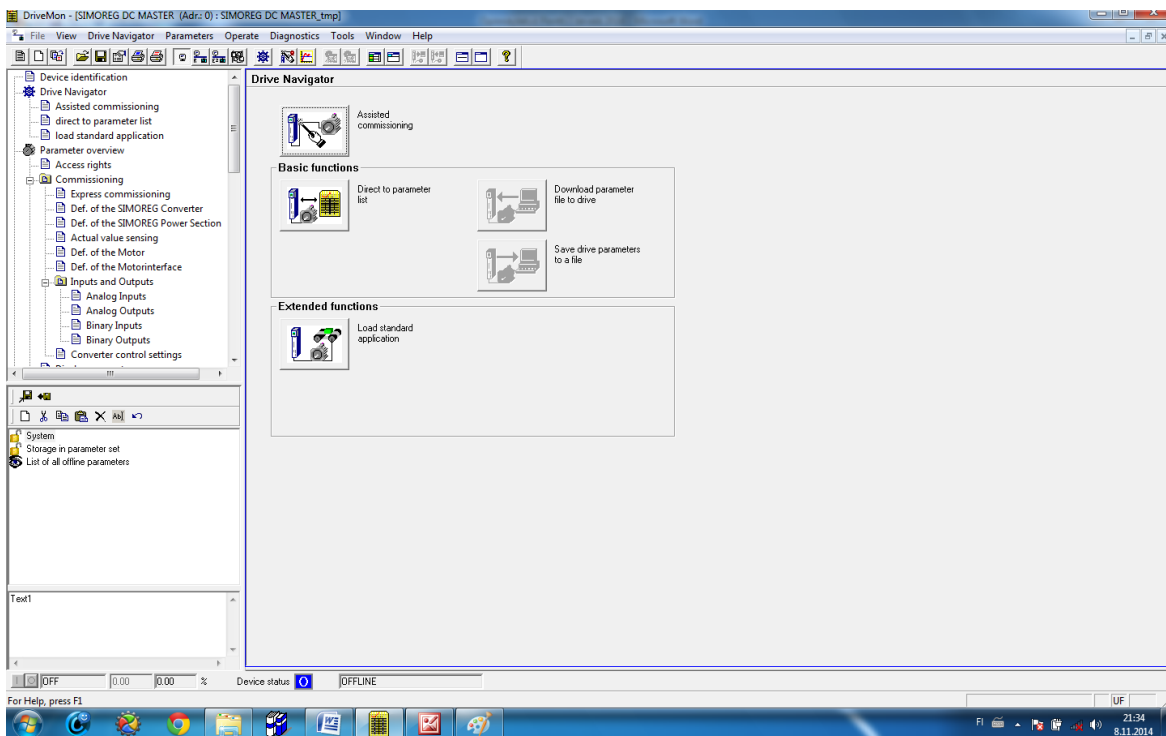 DriveMon - [SIMOREG DC MASTER (Adr.: 0) : SIMOREG DC MASTER_tmp]
File View Drive Navigator Parameters Operate Diagnostics Tools Window Help
Device identification
Drive Navigator
Assisted commissioning
direct to parameter list
load standard application
Parameter overview
Access rights
Commissioning
Express commissioning
Def. of the SIMOREG Converter
Def. of the SIMOREG Power Section
Actual value sensing
Def. of the Motor
Def. of the Motorinterface
Inputs and Outputs
Analog Inputs
Analog Outputs
Binary Inputs
Binary Outputs
Converter control settings
System
Storage in parameter set
List of all offline parameters
Text1
Drive Navigator
Assisted
commissioning
Basic functions
Direct to parameter
list
Download parameter
file to drive
Save drive parameters
to a file
Extended functions
Load standard
application
OFF 0.00 0.00 % Device status OFFLINE
For Help, press F1
UF
FI
21:34
8.11.2014